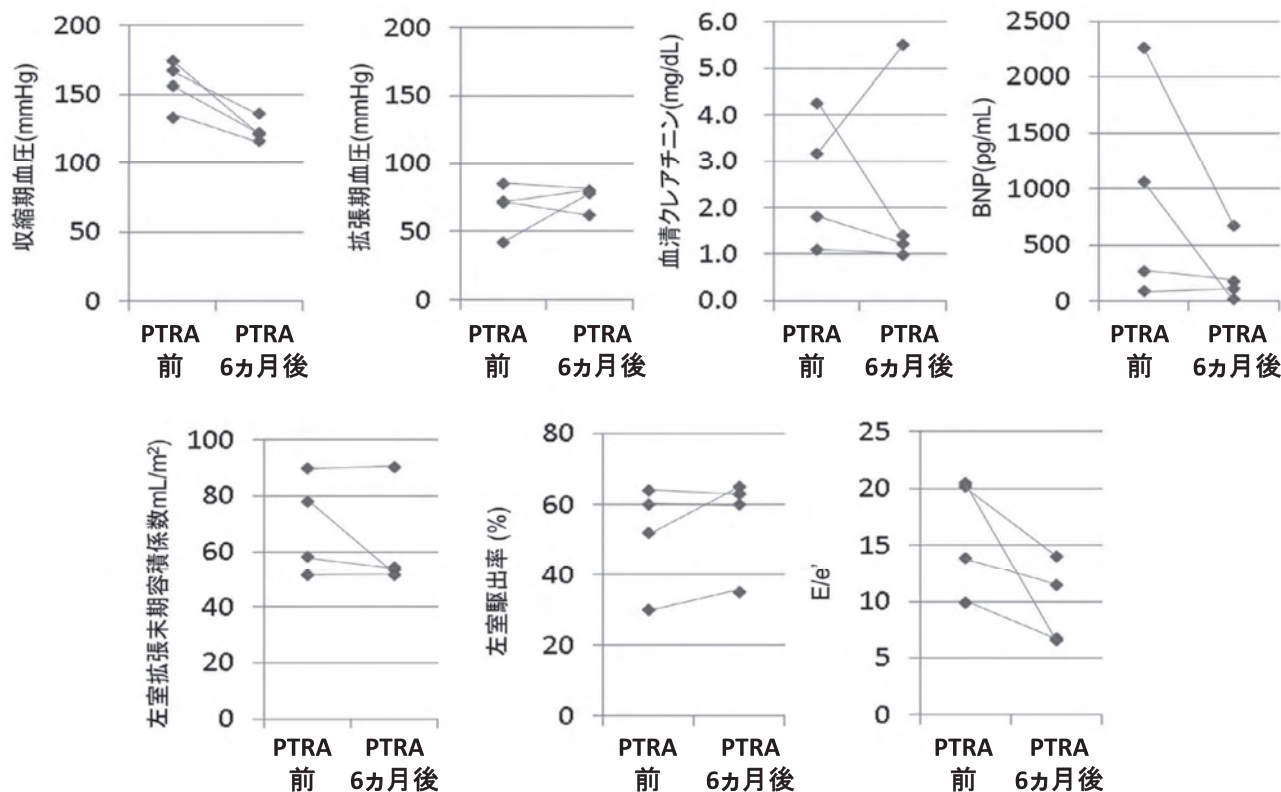 収縮期血圧(mmHg)
200
150
100
50
0
PTRA
前
PTRA
6ヵ月後
拡張期血圧(mmHg)
200
150
100
50
0
PTRA
前
PTRA
6ヵ月後
血清クレアチニン(mg/dL)
6.0
5.0
4.0
3.0
2.0
1.0
0.0
PTRA
前
PTRA
6ヵ月後
BNP(pg/mL)
2500
2000
1500
1000
500
0
PTRA
前
PTRA
6ヵ月後
左室拡張末期容積係数mL/m²)
100
80
60
40
20
0
PTRA
前
PTRA
6ヵ月後
左室駆出率 (%)
80
60
40
20
0
PTRA
前
PTRA
6ヵ月後
E/e'
25
20
15
10
5
0
PTRA
前
PTRA
6ヵ月後